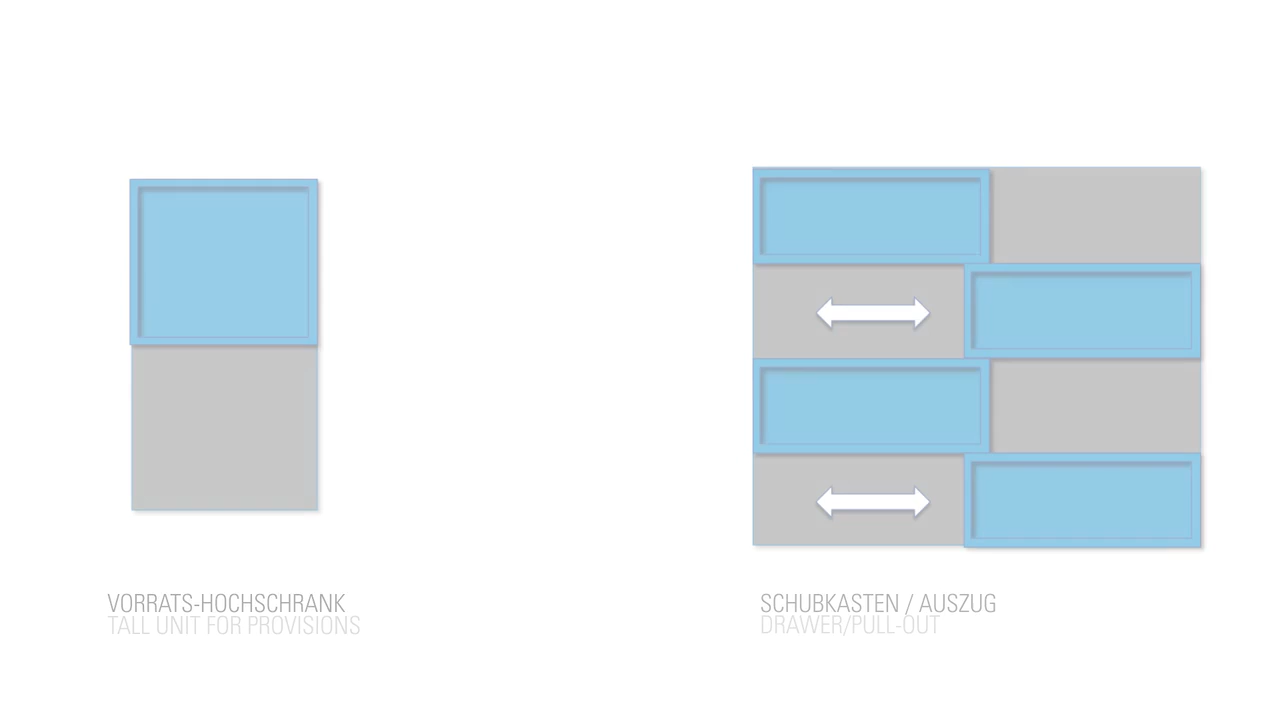 VORRATS-HOCHSCHRANK
TALL UNIT FOR PROVISIONS
SCHUBKASTEN / AUSZUG
DRAWER/PULL-OUT